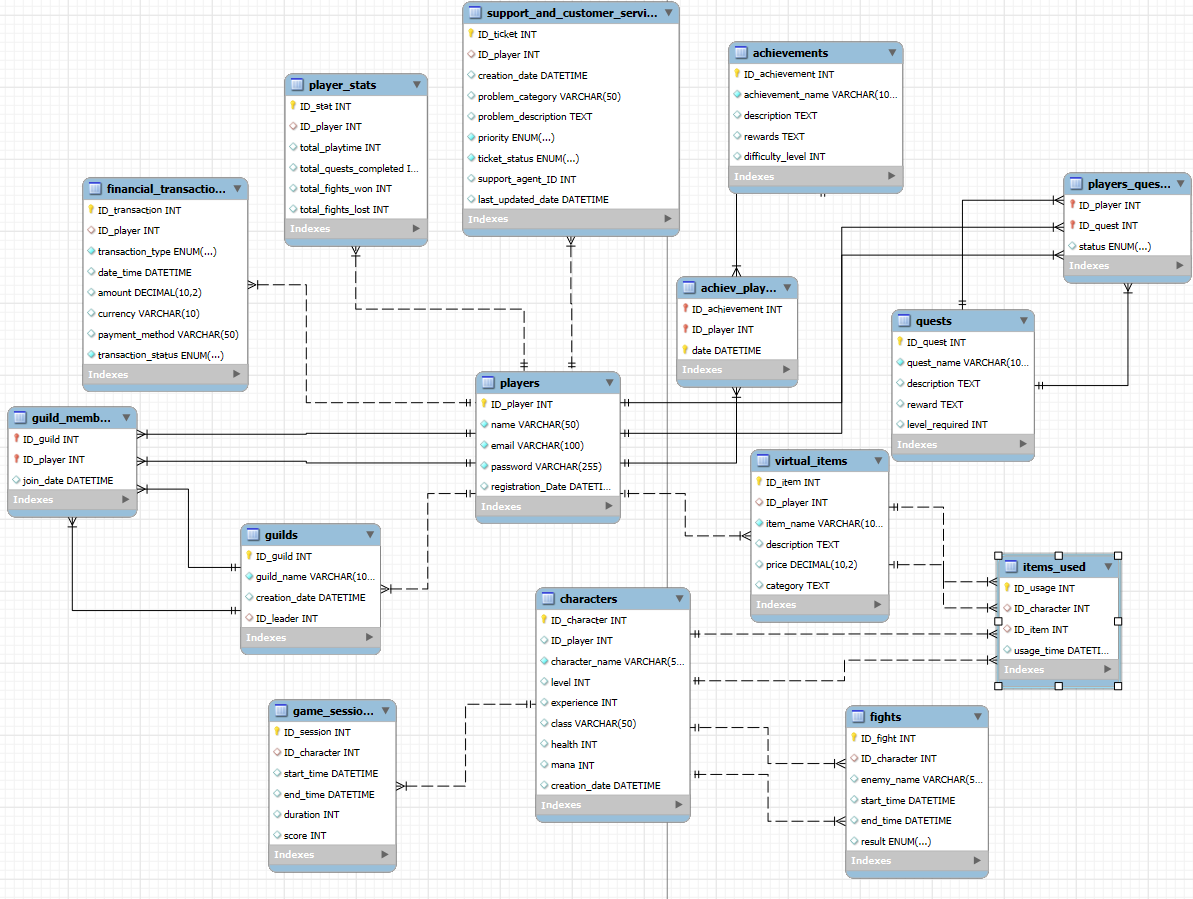 support_and_customer_servi...
ID_ticket INT
ID_player INT
creation_date DATETIME
problem_category VARCHAR(50)
problem_description TEXT
priority ENUM(...)
ticket_status ENUM(...)
support_agent_ID INT
last_updated_date DATETIME
Indexes
achievements
ID_achievement INT
achievement_name VARCHAR(10...
description TEXT
rewards TEXT
difficulty_level INT
Indexes
player_stats
ID_stat INT
ID_player INT
total_playtime INT
total_quests_completed I...
total_fights_won INT
total_fights_lost INT
Indexes
financial_transactio...
ID_transaction INT
ID_player INT
transaction_type ENUM(...)
date_time DATETIME
amount DECIMAL(10,2)
currency VARCHAR(10)
payment_method VARCHAR(50)
transaction_status ENUM(...)
Indexes
players_que...
ID_player INT
ID_quest INT
status ENUM(...)
Indexes
achiev_play...
ID_achievement INT
ID_player INT
date DATETIME
Indexes
quests
ID_quest INT
quest_name VARCHAR(10...
description TEXT
reward TEXT
level_required INT
Indexes
players
ID_player INT
name VARCHAR(50)
email VARCHAR(100)
password VARCHAR(255)
registration_Date DATETI...
Indexes
guild_memb...
ID_guild INT
ID_player INT
join_date DATETIME
Indexes
virtual_items
ID_item INT
ID_player INT
item_name VARCHAR(10...
description TEXT
price DECIMAL(10,2)
category TEXT
Indexes
guilds
ID_guild INT
guild_name VARCHAR(10...
creation_date DATETIME
ID_leader INT
Indexes
items_used
ID_usage INT
ID_character INT
ID_item INT
usage_time DATETI...
Indexes
characters
ID_character INT
ID_player INT
character_name VARCHAR(5...
level INT
experience INT
class VARCHAR(50)
health INT
mana INT
creation_date DATETIME
Indexes
game_sessio...
ID_session INT
ID_character INT
start_time DATETIME
end_time DATETIME
duration INT
score INT
Indexes
fights
ID_fight INT
ID_character INT
enemy_name VARCHAR(5...
start_time DATETIME
end_time DATETIME
result ENUM(...)
Indexes